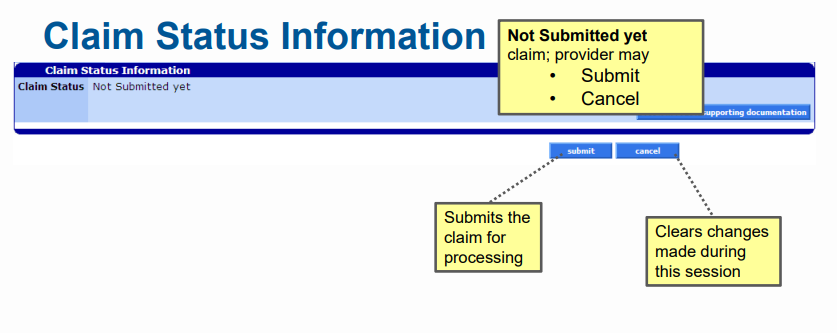 Claim Status Information
Not Submitted yet
claim; provider may
• Submit
• Cancel
Claim Status Information
Claim Status Not Submitted yet
supporting documentation
submit cancel
Submits the
claim for
processing
Clears changes
made during
this session